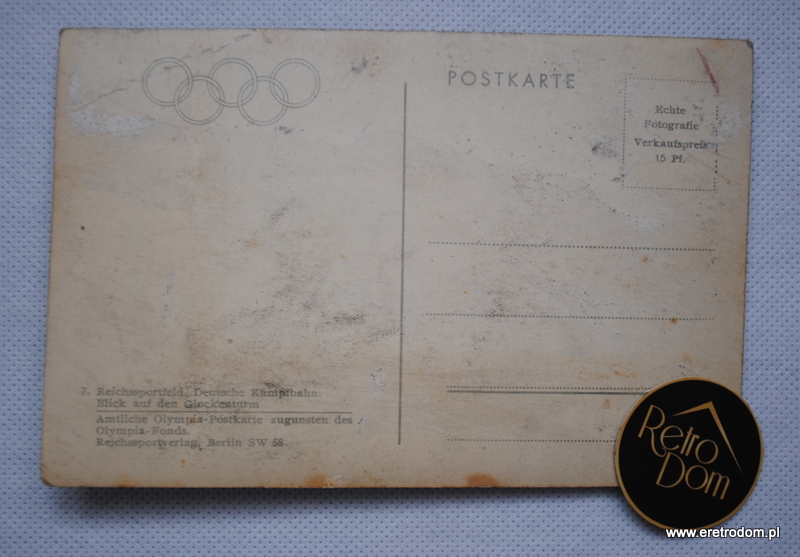 POSTKARTE
Echte
Fotografie
Verkaufspreis
15 Pf.
7. Reichssportfeld, Deutsche Kampfbahn.
Blick auf den Glockenturm
Amtliche Olympia-Postkarte zugunsten des
Olympia-Fonds.
Reichssportverlag, Berlin SW 68
Retro
Dom
www.eretrodom.pl